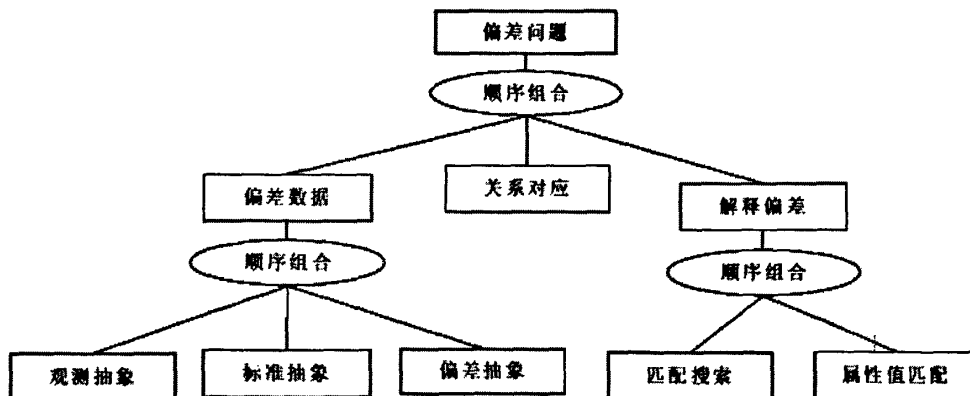 偏差问题
顺序组合
偏差数据
关系对应
解释偏差
顺序组合
顺序组合
观测抽象
标准抽象
偏差抽象
匹配搜索
属性值匹配